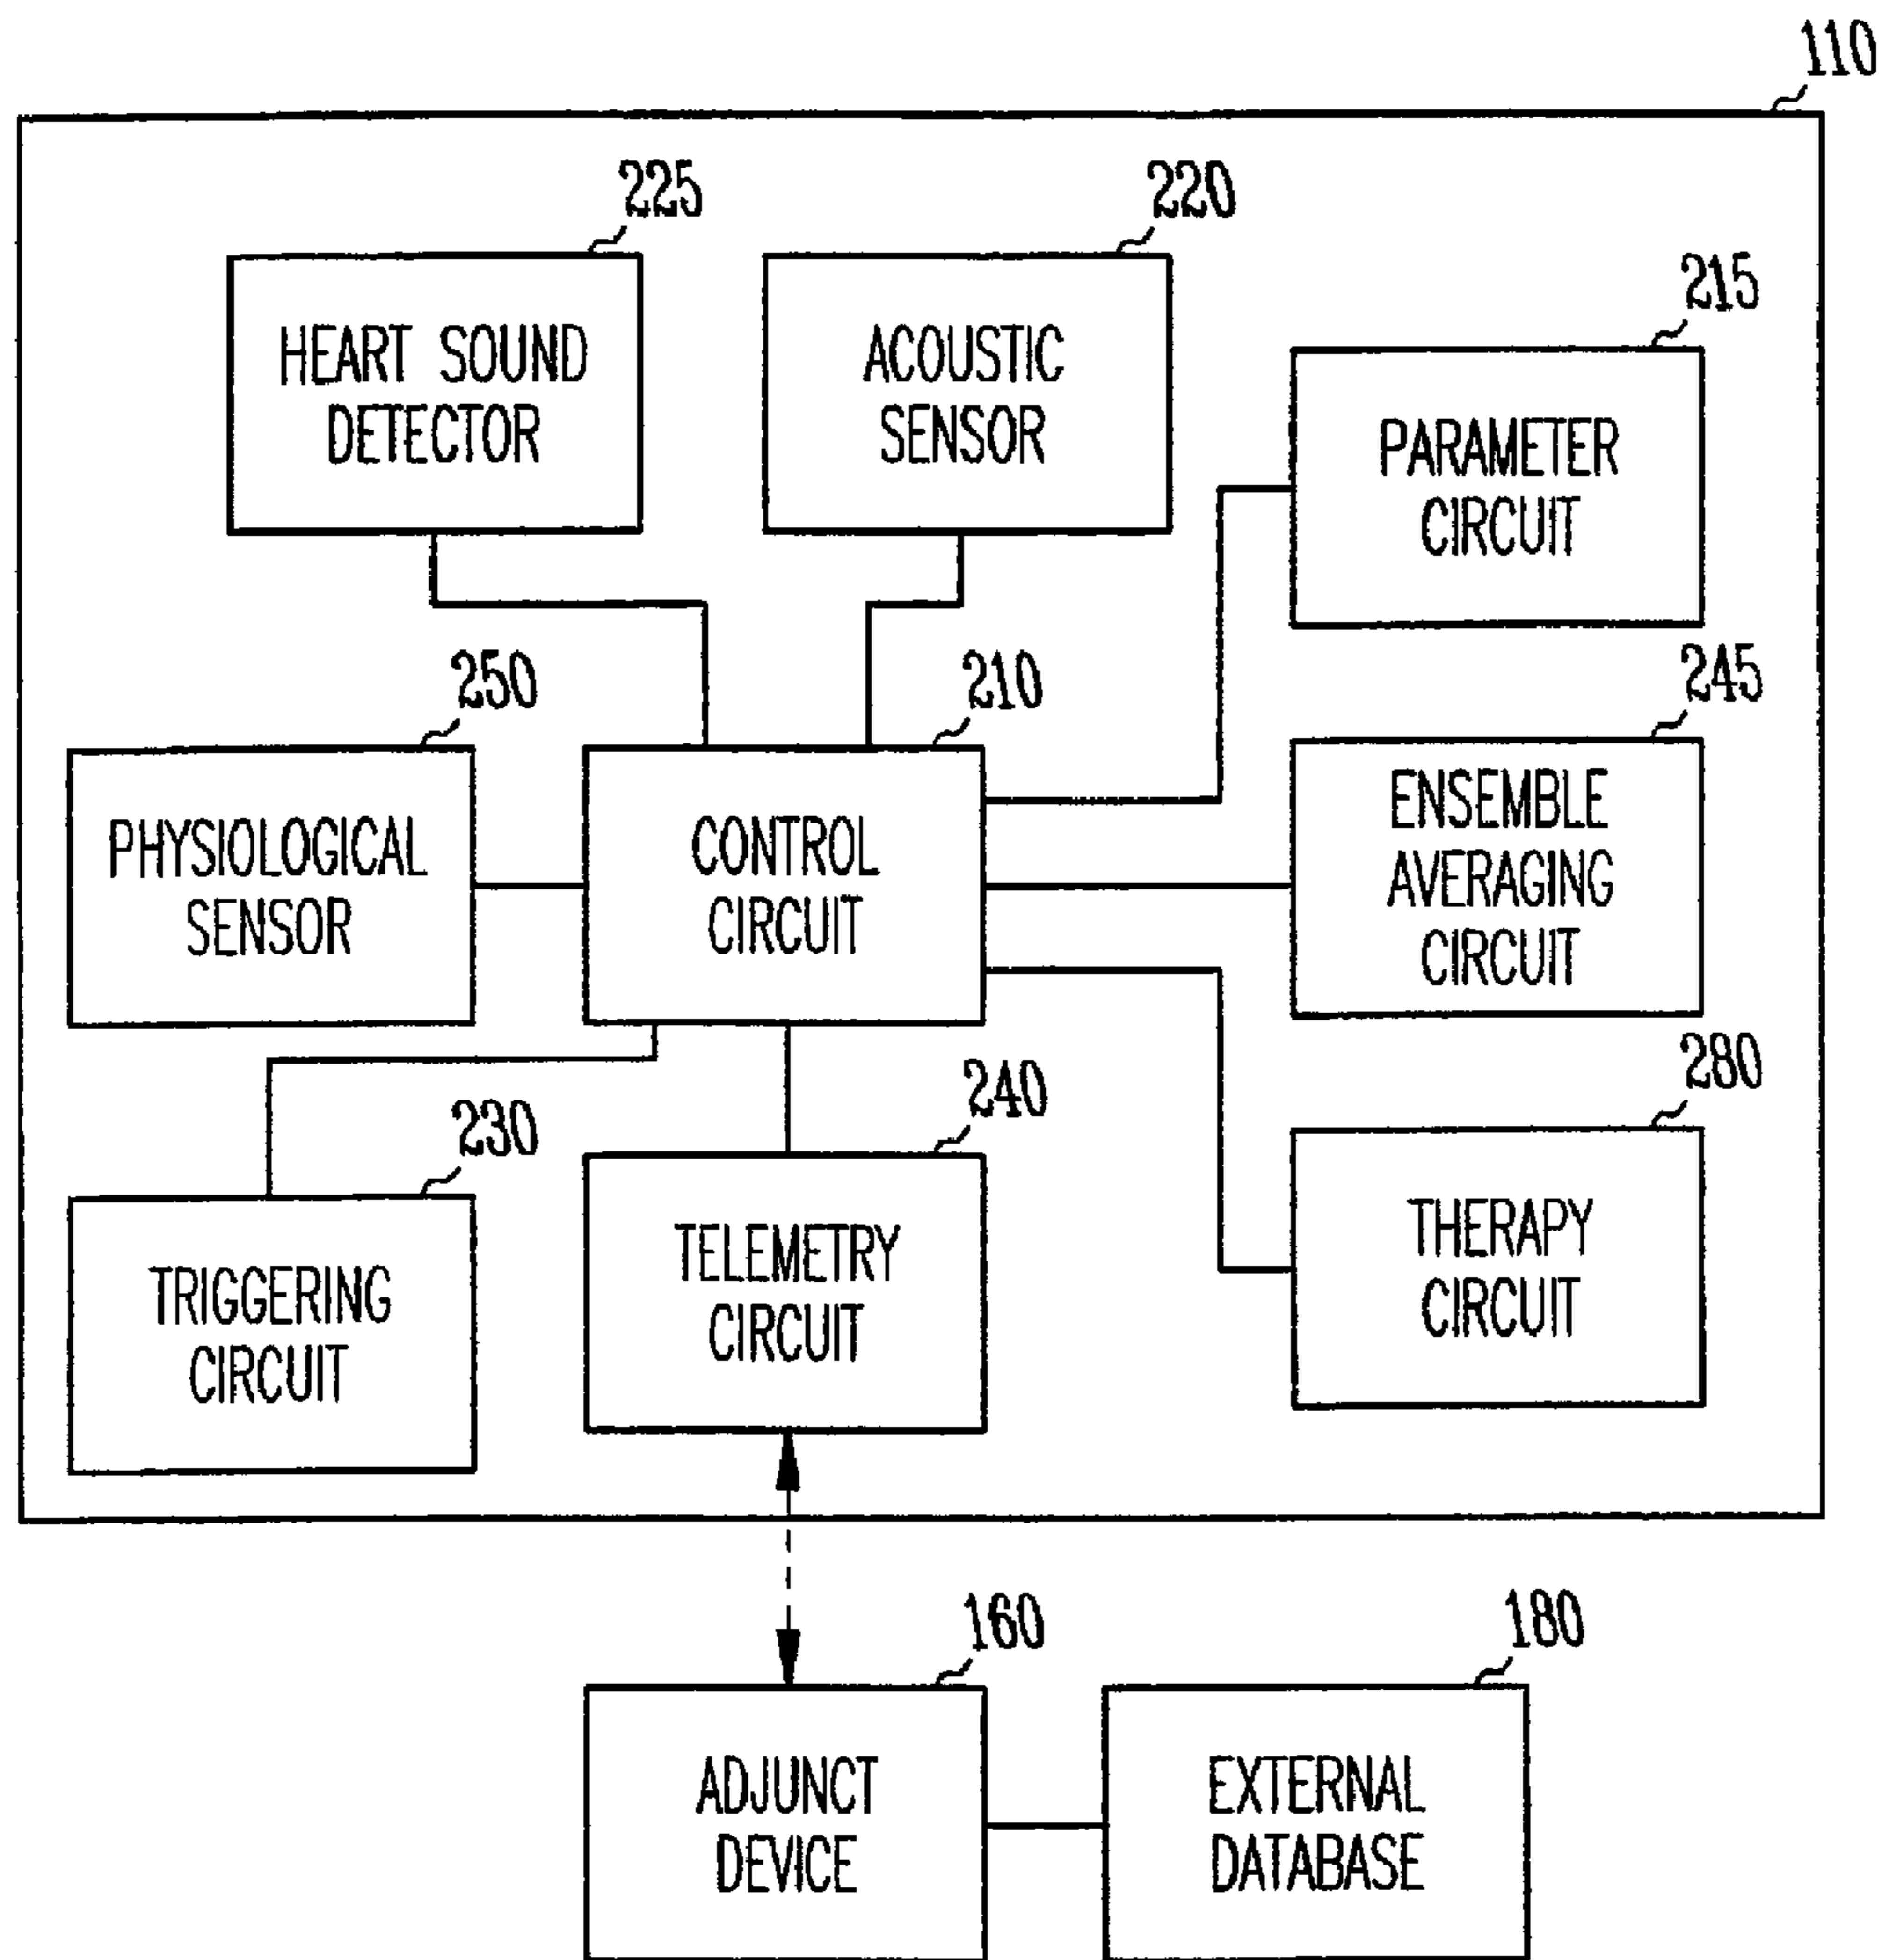 110
225
HEART SOUND
DETECTOR
220
ACOUSTIC
SENSOR
215
PARAMETER
CIRCUIT
250
PHYSIOLOGICAL
SENSOR
210
CONTROL
CIRCUIT
245
ENSEMBLE
AVERAGING
CIRCUIT
230
TRIGGERING
CIRCUIT
240
TELEMETRY
CIRCUIT
280
THERAPY
CIRCUIT
160
ADJUNCT
DEVICE
180
EXTERNAL
DATABASE